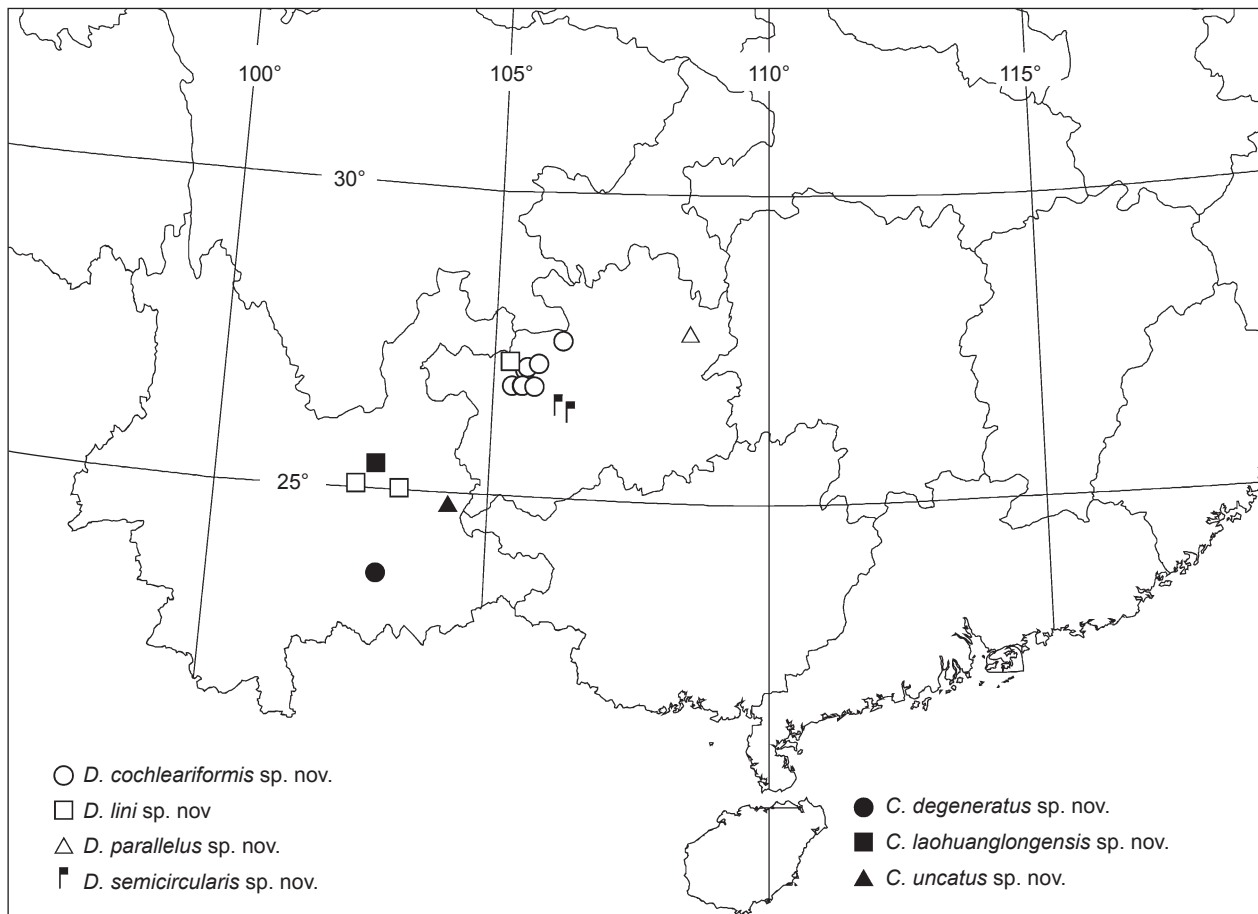 100° 105° 110° 115°
30°
25°
D. cochleariformis sp. nov.
D. lini sp. nov
D. parallelus sp. nov.
D. semicircularis sp. nov.
C. degeneratus sp. nov.
C. laohuanglongensis sp. nov.
C. uncatus sp. nov.